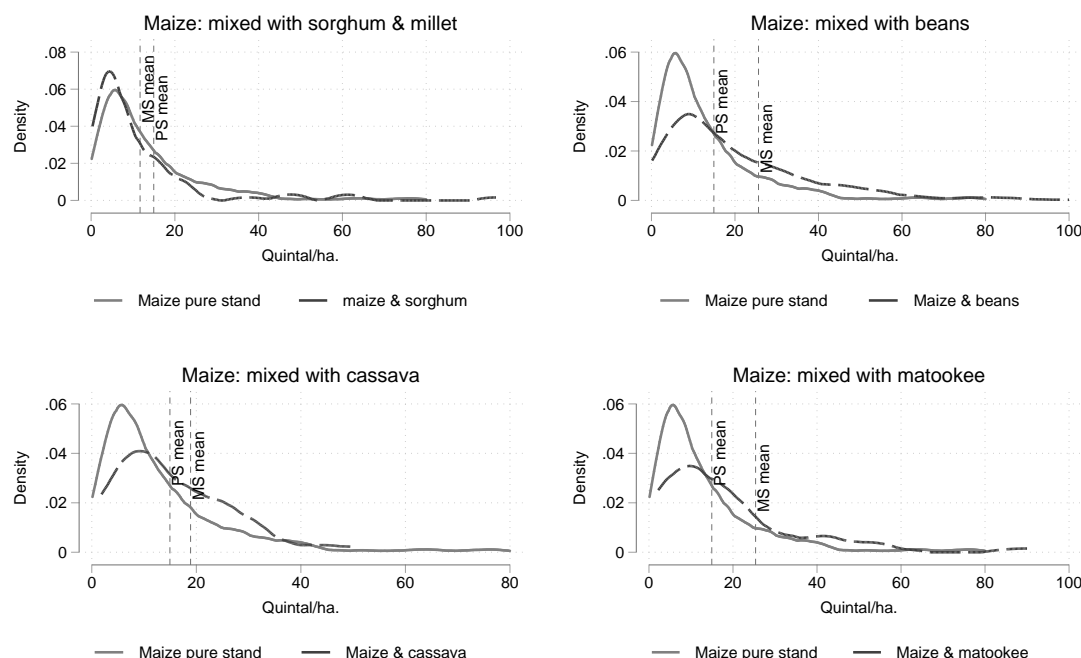 Maize: mixed with sorghum & millet
.08
.06
.04
.02
0
Density
MS mean
PS mean
0 20 40 60 80 100
Quintal/ha.
Maize pure stand maize & sorghum
Maize: mixed with beans
.06
.04
.02
0
Density
PS mean
MS mean
0 20 40 60 80 100
Quintal/ha.
Maize pure stand Maize & beans
Maize: mixed with cassava
.06
.04
.02
0
Density
PS mean
MS mean
0 20 40 60 80
Quintal/ha.
Maize pure stand Maize & cassava
Maize: mixed with matookee
.06
.04
.02
0
Density
PS mean
MS mean
0 20 40 60 80 100
Quintal/ha.
Maize pure stand Maize & matookee